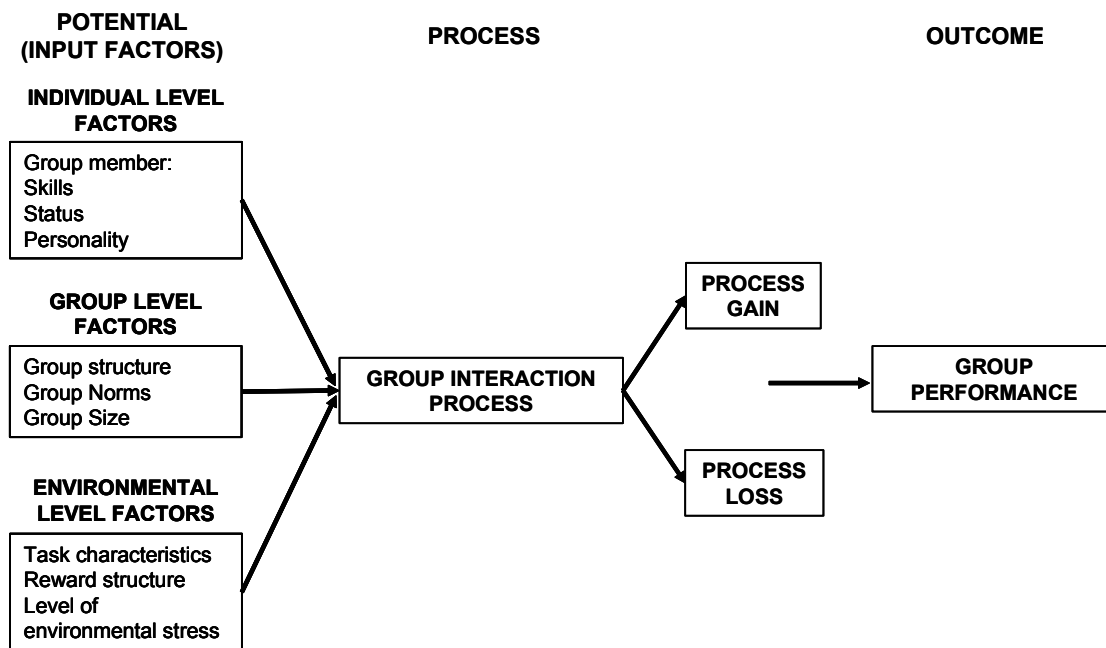 POTENTIAL
(INPUT FACTORS)
PROCESS
OUTCOME
INDIVIDUAL LEVEL
FACTORS
Group member:
Skills
Status
Personality
GROUP LEVEL
FACTORS
Group structure
Group Norms
Group Size
ENVIRONMENTAL
LEVEL FACTORS
Task characteristics
Reward structure
Level of
environmental stress
GROUP INTERACTION
PROCESS
PROCESS
GAIN
PROCESS
LOSS
GROUP
PERFORMANCE